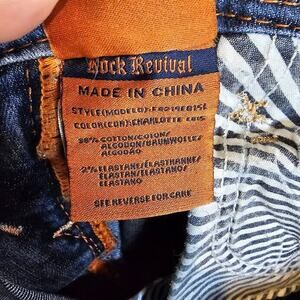 Rock Revival
MADE IN CHINA
98% COTTON/COLON/
ALGODON/BAUMWOLLE/
ALGODÃO
2% ELASTANE/ELASTHANNE/
ELASTAN/ELASTANO/
ELASTANO
SEE REVERSE FOR CARE